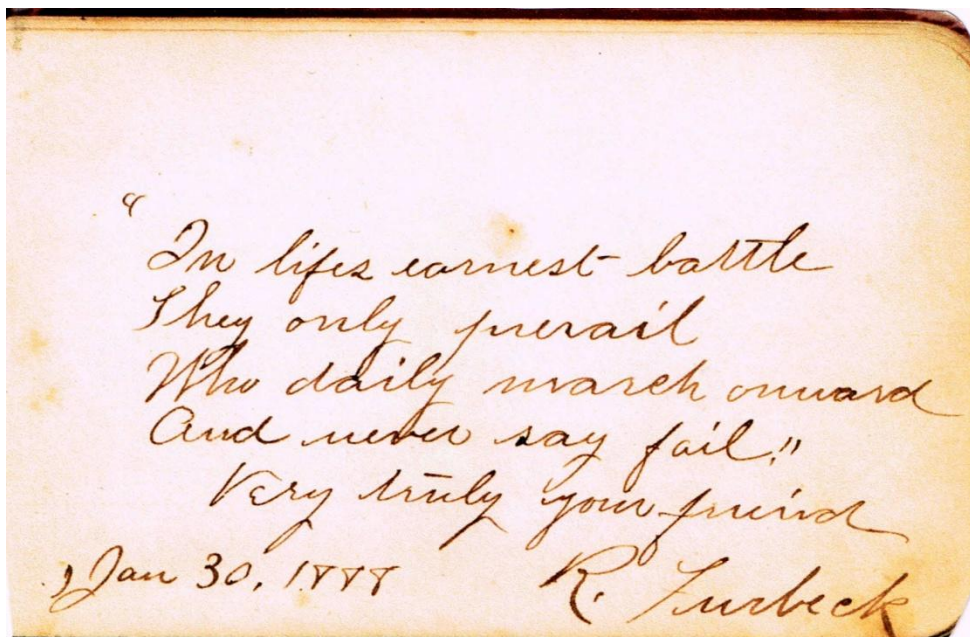 "
In lifes earnest battle
They only prevail
Who daily march onward
And never say fail."
Very truly your friend
Jan 30, 1888 R. Furbeck